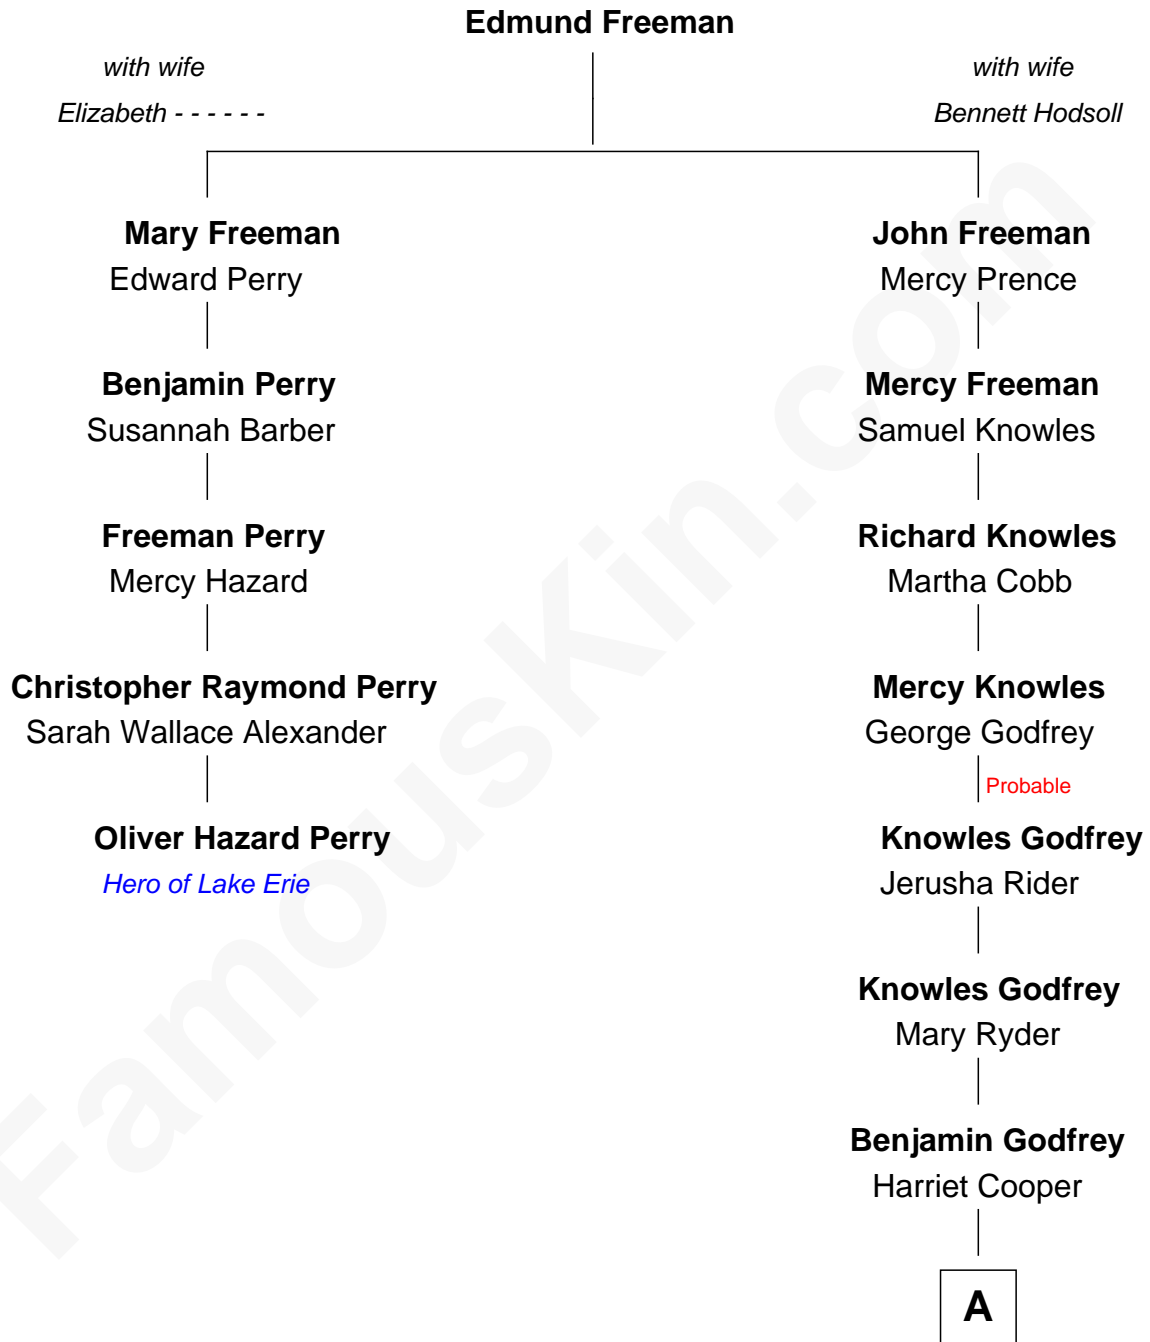 Edmund Freeman
with wife
Elizabeth - - - - - -
with wife
Bennett Hodsoll
Mary Freeman
Edward Perry
John Freeman
Mercy Prence
Benjamin Perry
Susannah Barber
Mercy Freeman
Samuel Knowles
Freeman Perry
Mercy Hazard
Richard Knowles
Martha Cobb
Christopher Raymond Perry
Sarah Wallace Alexander
Mercy Knowles
George Godfrey
Probable
Oliver Hazard Perry
Hero of Lake Erie
Knowles Godfrey
Jerusha Rider
Knowles Godfrey
Mary Ryder
Benjamin Godfrey
Harriet Cooper
A
FamousKin.com